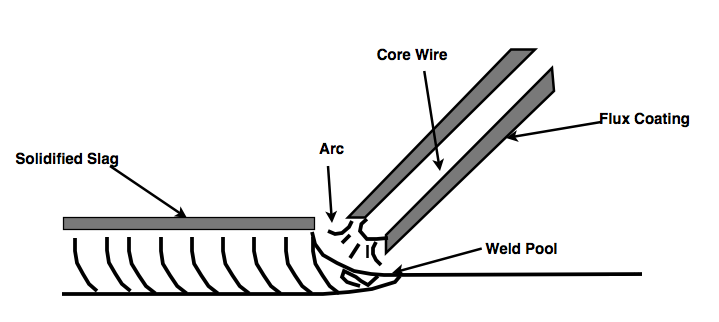 Core Wire
Flux Coating
Arc
Solidified Slag
Weld Pool